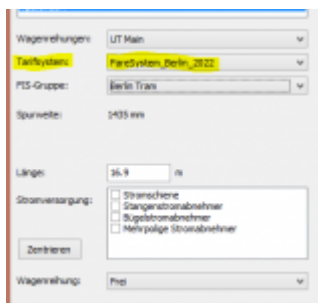 Wagenreihungen: UT Main
Tarifsystem: FareSystem_Berlin_2022
FIS-Gruppe: Berlin Tram
Spurweite: 1435 mm
Länge: 16.9 m
Stromversorgung:
Stromschiene
Stangenstromabnehmer
Bügelstromabnehmer
Mehrpolige Stromabnehmer
Zentrieren
Wagenreihung: Frei